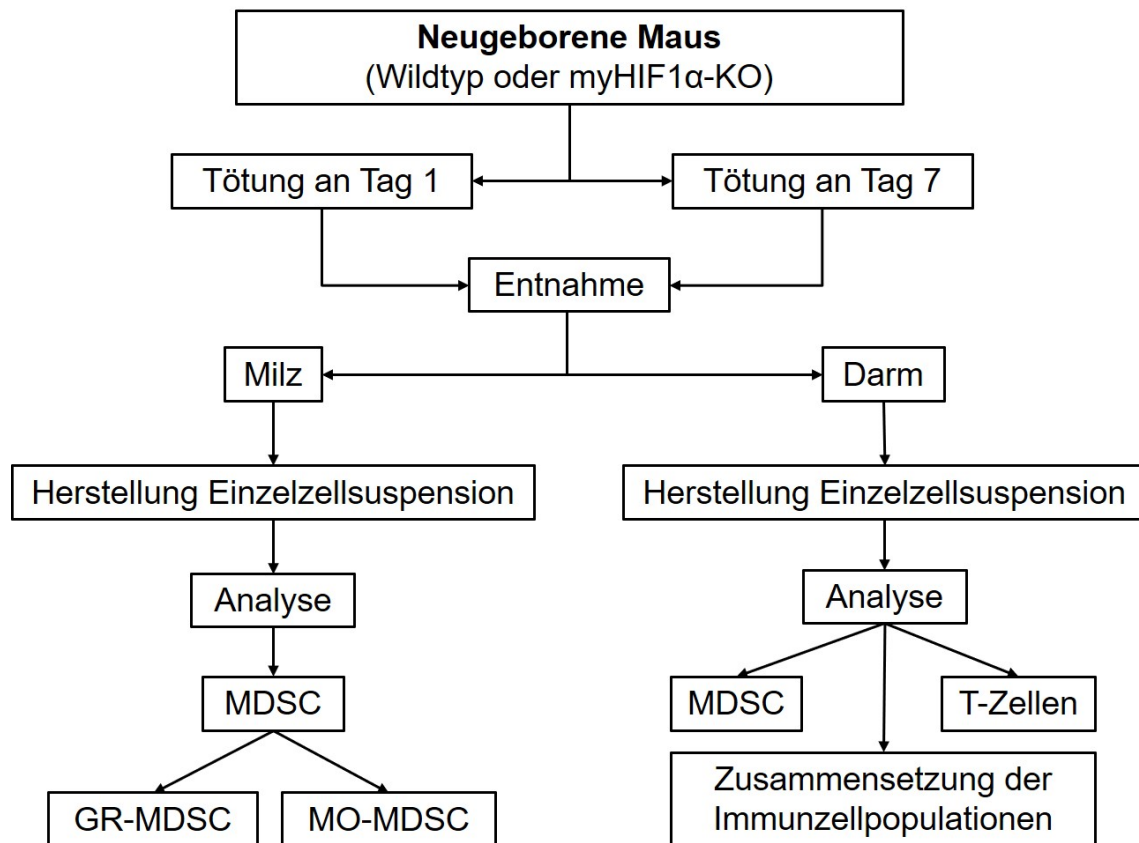 Neugeborene Maus
(Wildtyp oder myHIF1α-KO)
Tötung an Tag 1
Tötung an Tag 7
Entnahme
Milz
Darm
Herstellung Einzelzellsuspension
Herstellung Einzelzellsuspension
Analyse
Analyse
MDSC
MDSC
T-Zellen
GR-MDSC
MO-MDSC
Zusammensetzung der
Immunzellpopulationen